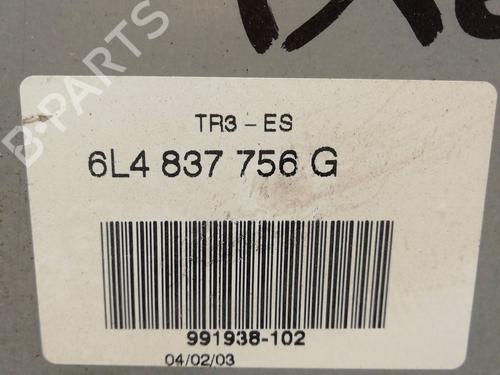 TR3 - ES
6L4 837 756 G
991938-102
04/02/03
B-PARTS